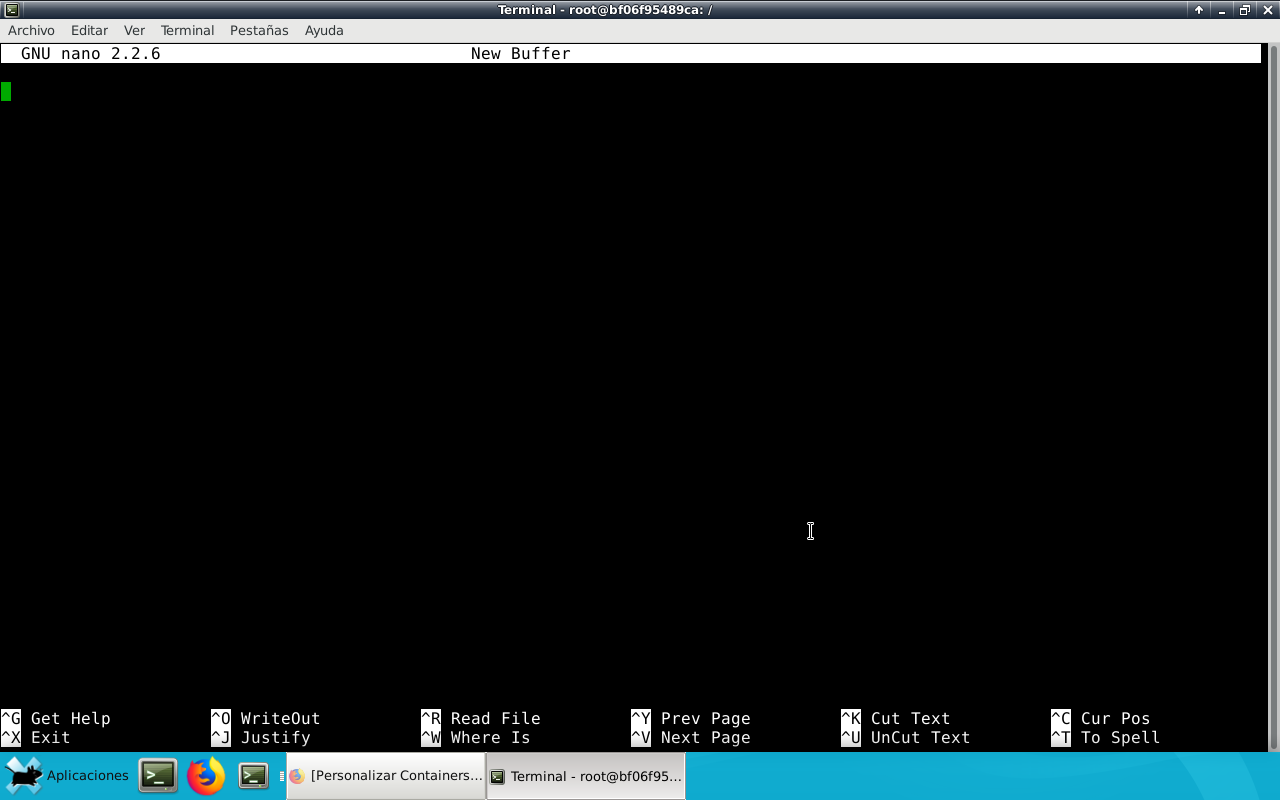 Terminal - root@bf06f95489ca: /
Archivo Editar Ver Terminal Pestañas Ayuda
GNU nano 2.2.6 New Buffer
^G Get Help ^O WriteOut ^R Read File ^Y Prev Page ^K Cut Text ^C Cur Pos
^X Exit ^J Justify ^W Where Is ^V Next Page ^U UnCut Text ^T To Spell
Aplicaciones [Personalizar Containers... Terminal - root@bf06f95...